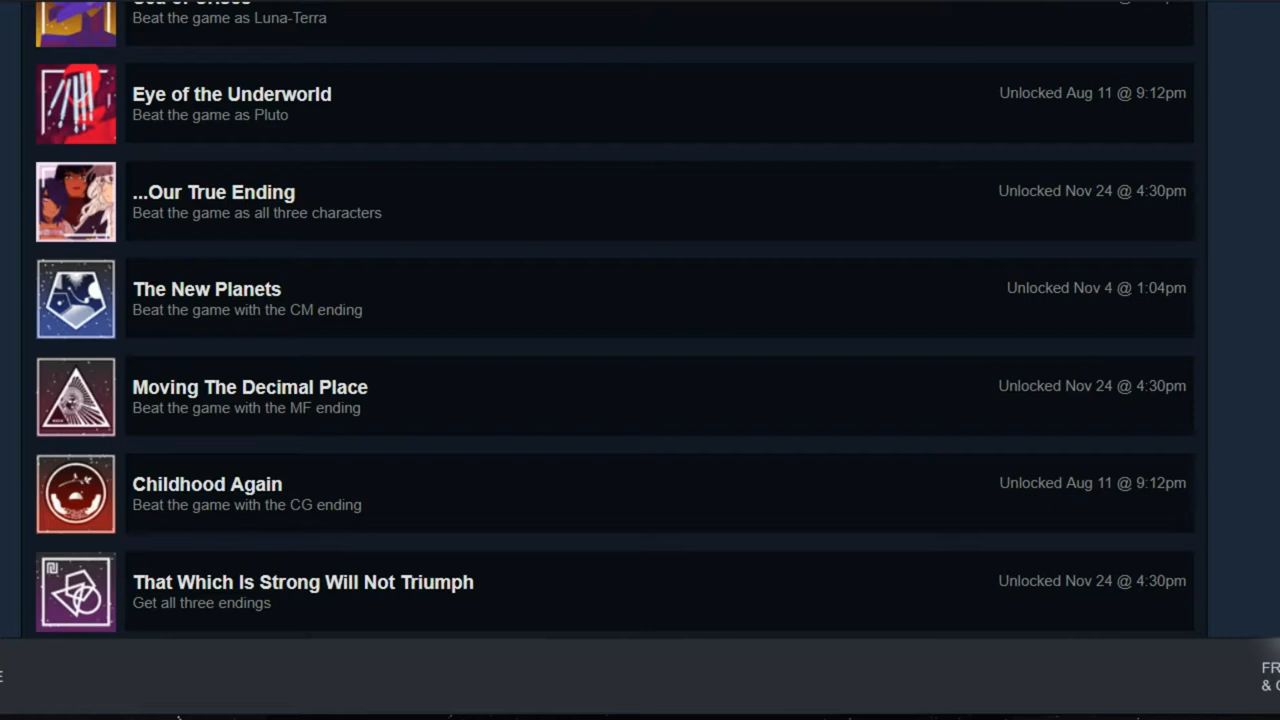 Beat the game as Luna-Terra
Eye of the Underworld
Unlocked Aug 11 @ 9:12pm
Beat the game as Pluto
...Our True Ending
Unlocked Nov 24 @ 4:30pm
Beat the game as all three characters
The New Planets
Unlocked Nov 4 @ 1:04pm
Beat the game with the CM ending
Moving The Decimal Place
Unlocked Nov 24 @ 4:30pm
Beat the game with the MF ending
Childhood Again
Unlocked Aug 11 @ 9:12pm
Beat the game with the CG ending
That Which Is Strong Will Not Triumph
Unlocked Nov 24 @ 4:30pm
Get all three endings
FR
&